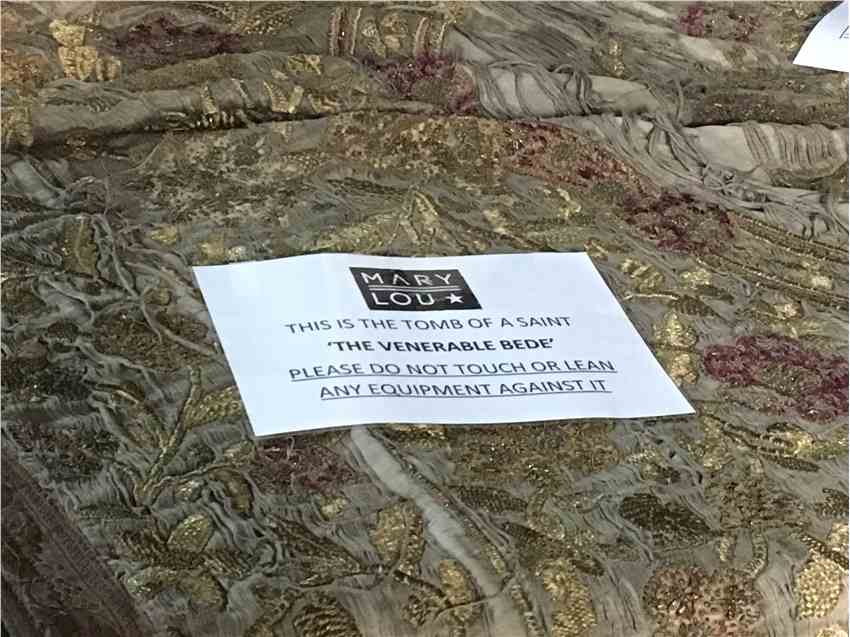 MARY
LOU
THIS IS THE TOMB OF A SAINT
'THE VENERABLE BEDE'
PLEASE DO NOT TOUCH OR LEAN
ANY EQUIPMENT AGAINST IT